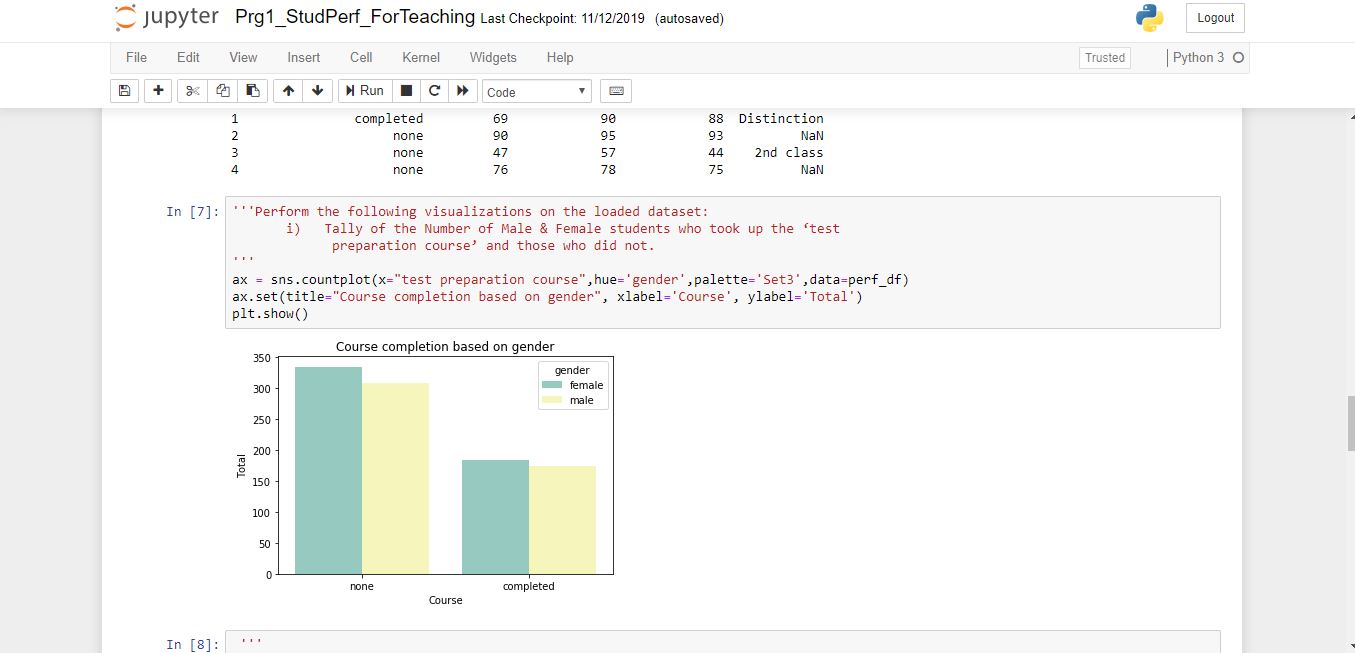 jupyter Prg1_StudPerf_ForTeaching Last Checkpoint: 11/12/2019 (autosaved) Logout
File Edit View Insert Cell Kernel Widgets Help Trusted Python 3
Run Code
1 completed 69 90 88 Distinction
2 none 90 95 93 NaN
3 none 47 57 44 2nd class
4 none 76 78 75 NaN
In [7]: '''Perform the following visualizations on the loaded dataset:
i) Tally of the Number of Male & Female students who took up the ‘test
preparation course’ and those who did not.
'''
ax = sns.countplot(x="test preparation course",hue='gender',palette='Set3',data=perf_df)
ax.set(title="Course completion based on gender", xlabel='Course', ylabel='Total')
plt.show()
Course completion based on gender
350
300
250
200
150
100
50
0
Total
gender
female
male
none completed
Course
In [8]: '''